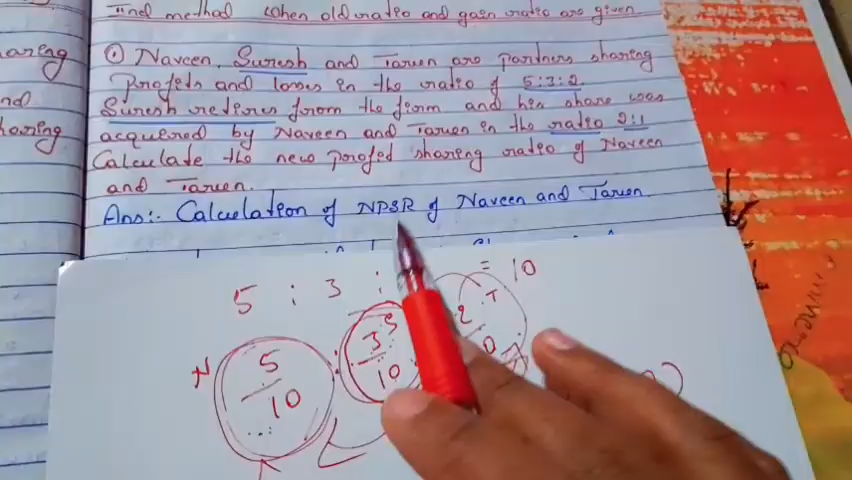 method when old ratio and gain ratio are given
① Naveen, Suresh and Tarun are partners sharing
profits and losses in the ratio of 5:3:2.
Suresh retires from the firm and his share was
acquired by Naveen and Tarun in the ratio 2:1
Calculate the new profit sharing ratio of Naveen
and Tarun.
Ans:- Calculation of NPSR of Naveen and Tarun
haring
nd
haring
5 : 3 : = 10
N 5/10 : 3/10 S
2 T